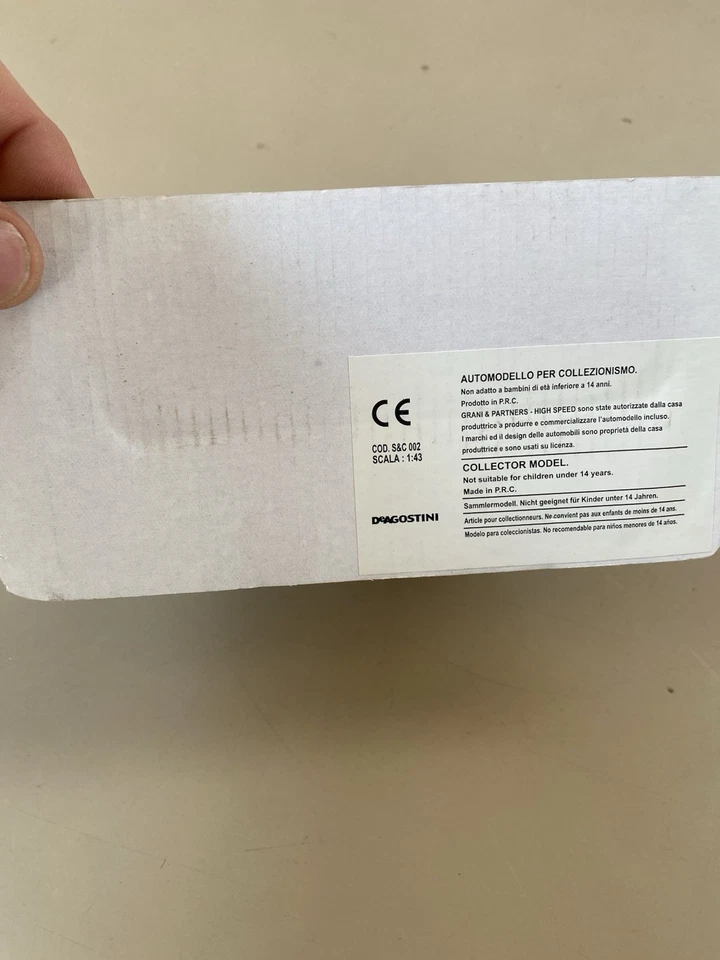 CE
COD. S&C 002
SCALA : 1:43
DeAGOSTINI
AUTOMODELLO PER COLLEZIONISMO.
Non adatto a bambini di età inferiore a 14 anni.
Prodotto in P.R.C.
GRANI & PARTNERS - HIGH SPEED sono state autorizzate dalla casa
produttrice a produrre e commercializzare l'automodello incluso.
I marchi ed il design delle automobili sono proprietà della casa
produttrice e sono usati su licenza.
COLLECTOR MODEL.
Not suitable for children under 14 years.
Made in P.R.C.
Sammlermodell. Nicht geeignet für Kinder unter 14 Jahren.
Article pour collectionneurs. Ne convient pas aux enfants de moins de 14 ans.
Modelo para coleccionistas. No recomendable para niños menores de 14 años.